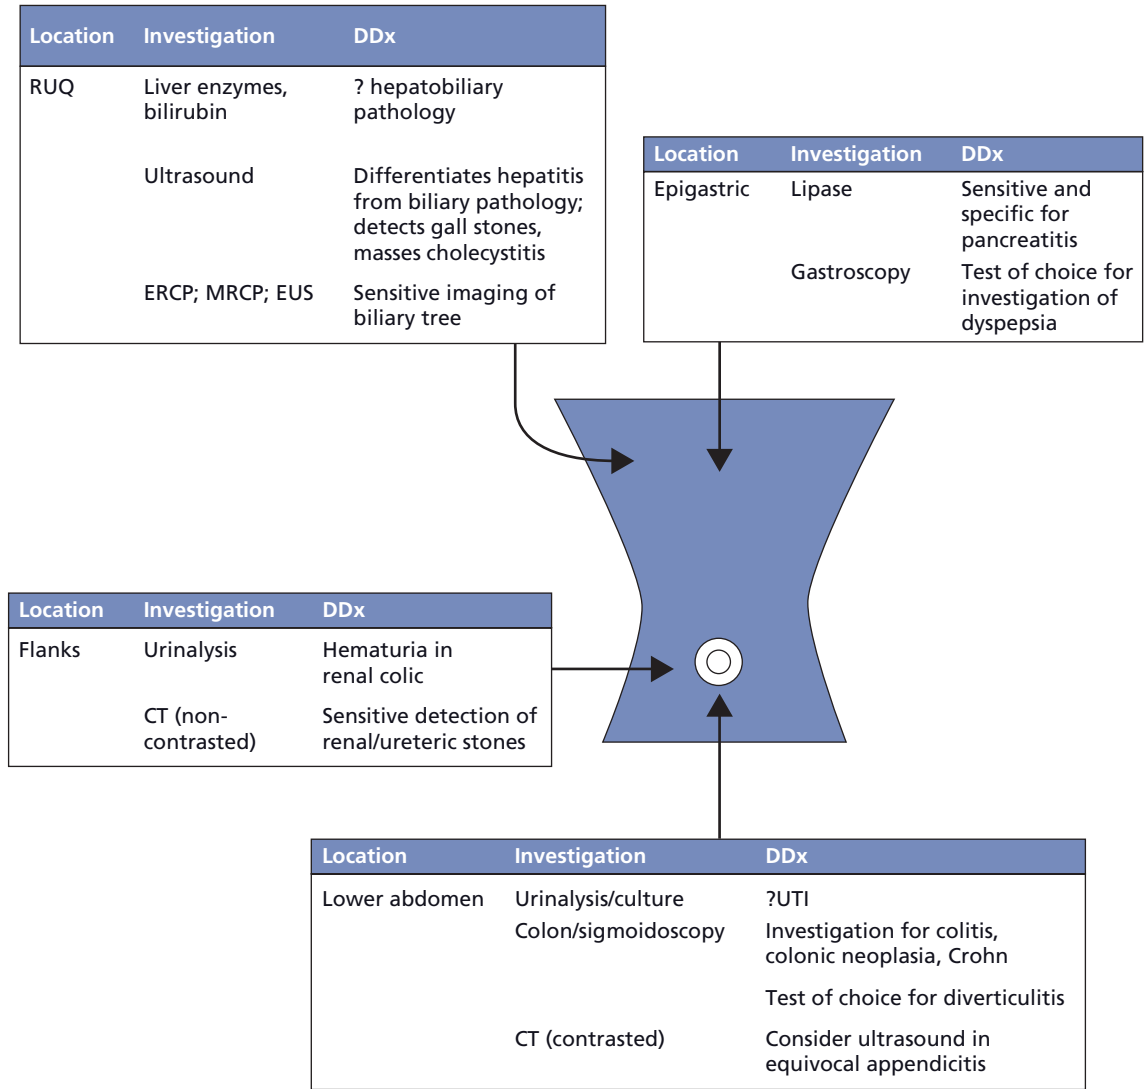 Location Investigation DDx
RUQ Liver enzymes, ? hepatobiliary
bilirubin pathology
Ultrasound Differentiates hepatitis
from biliary pathology;
detects gall stones,
masses cholecystitis
ERCP; MRCP; EUS Sensitive imaging of
biliary tree
Location Investigation DDx
Epigastric Lipase Sensitive and
specific for
pancreatitis
Gastroscopy Test of choice for
investigation of
dyspepsia
Location Investigation DDx
Flanks Urinalysis Hematuria in
renal colic
CT (non- Sensitive detection of
contrasted) renal/ureteric stones
Location Investigation DDx
Lower abdomen Urinalysis/culture ?UTI
Colon/sigmoidoscopy Investigation for colitis,
colonic neoplasia, Crohn
Test of choice for diverticulitis
CT (contrasted) Consider ultrasound in
equivocal appendicitis